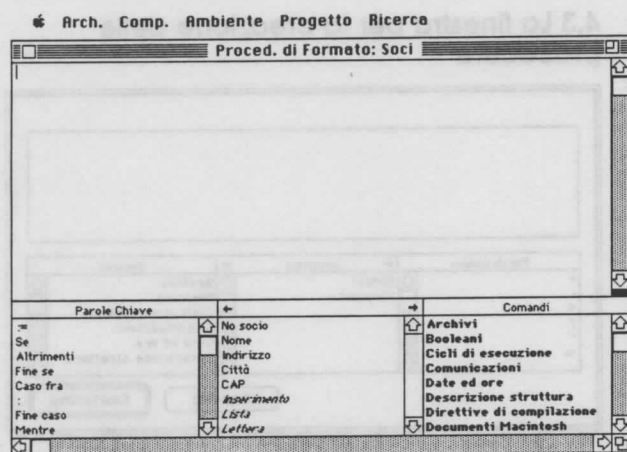 Arch. Comp. Ambiente Progetto Ricerca
Proced. di Formato: Soci
Parole Chiave
:=
Se
Altrimenti
Fine se
Caso fra
:
Fine caso
Mentre
← →
No socio
Nome
Indirizzo
Città
CAP
Inserimento
Lista
Lettera
Comandi
Archivi
Booleani
Cicli di esecuzione
Comunicazioni
Date ed ore
Descrizione struttura
Direttive di compilazione
Documenti Macintosh